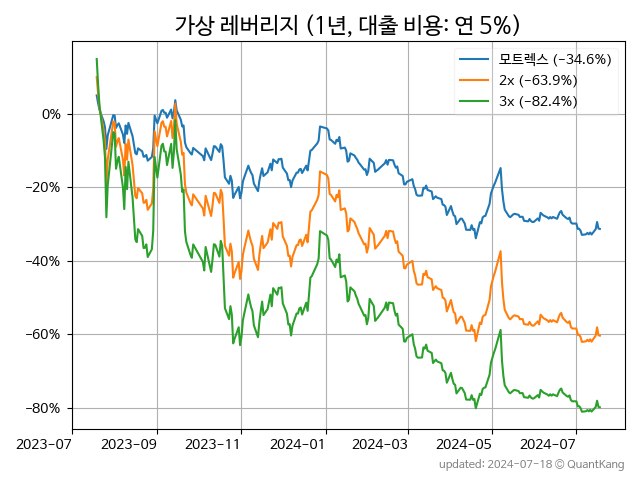 가상 레버리지 (1년, 대출 비용: 연 5%)
모트렉스 (−34.6%)
2x (−63.9%)
3x (−82.4%)
0%
−20%
−40%
−60%
−80%
2023-07 2023-09 2023-11 2024-01 2024-03 2024-05 2024-07
updated: 2024-07-18 ⓒ QuantKang